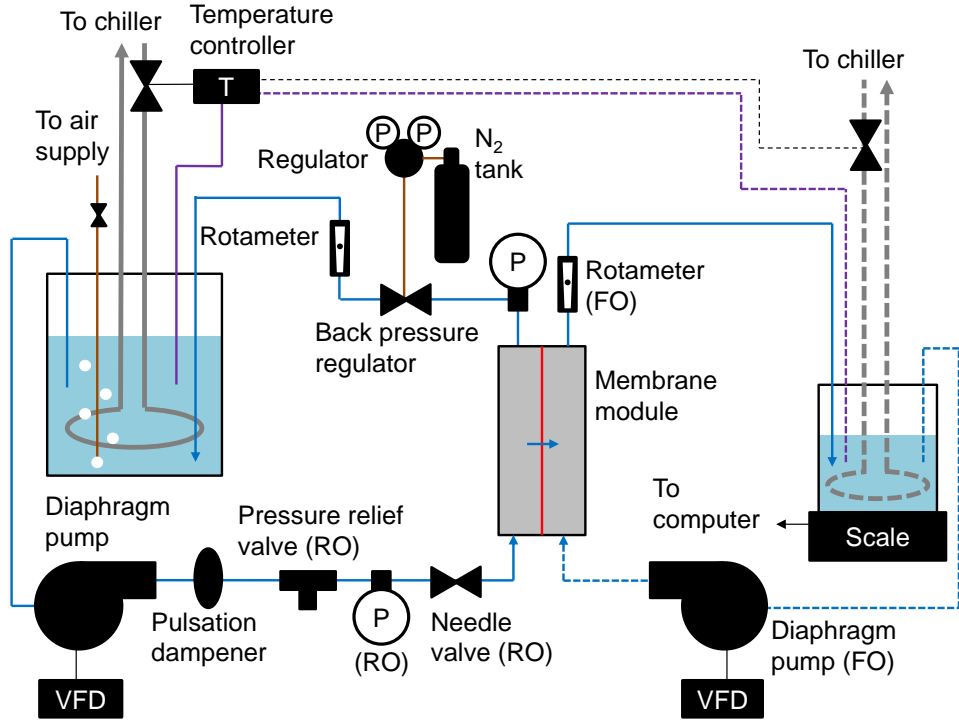 To chiller
Temperature
controller
T
To chiller
To air
supply
P
P
N2
tank
Regulator
Rotameter
P
Rotameter
(FO)
Back pressure
regulator
Membrane
module
Diaphragm
pump
Pressure relief
valve (RO)
To
computer
Scale
Pulsation
dampener
P
(RO)
Needle
valve (RO)
Diaphragm
pump (FO)
VFD
VFD